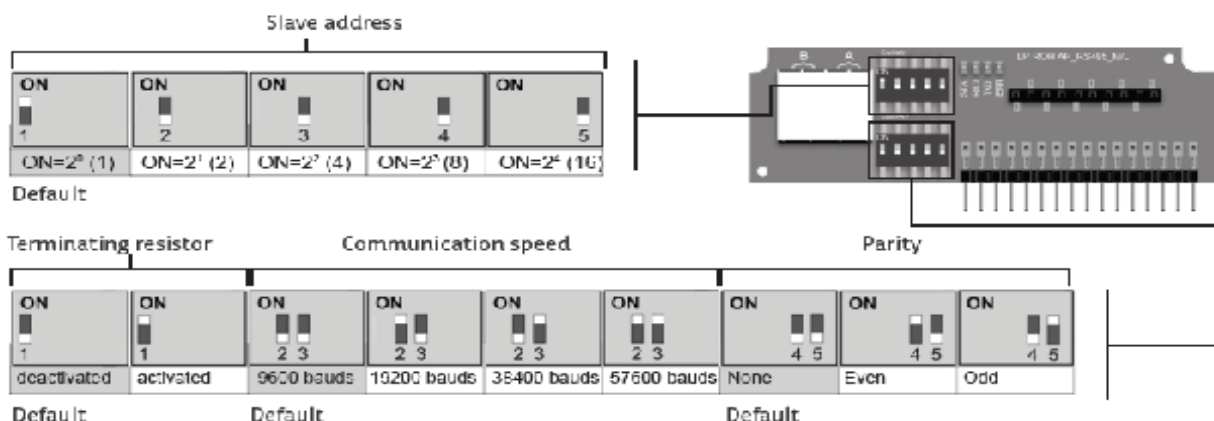 Slave address
ON ON ON ON ON
1 2 3 4 5
ON=2⁰ (1) ON=2¹ (2) ON=2² (4) ON=2³ (8) ON=2⁴ (16)
Default
B A
Terminating resistor Communication speed Parity
ON ON ON ON ON ON ON ON ON
1 1 2 3 2 3 2 3 2 3 4 5 4 5 4 5
deactivated activated 9600 bauds 19200 bauds 38400 bauds 57600 bauds None Even Odd
Default Default Default